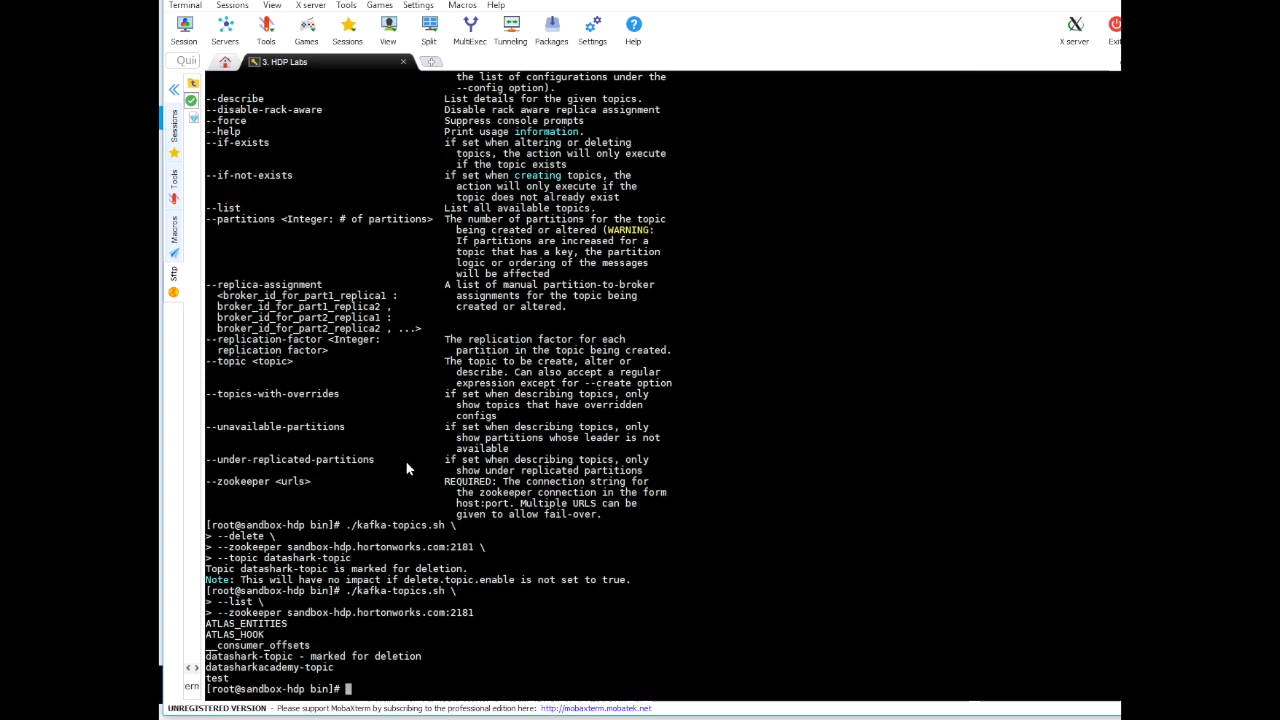 Terminal Sessions View X server Tools Games Settings Macros Help
Session Servers Tools Games Sessions View Split MultiExec Tunneling Packages Settings Help X server Exit
Quic
3. HDP Labs
Sessions
Tools
Macros
Sftp
the list of configurations under the
--config option).
--describe List details for the given topics.
--disable-rack-aware Disable rack aware replica assignment
--force Suppress console prompts
--help Print usage information.
--if-exists if set when altering or deleting
topics, the action will only execute
if the topic exists
--if-not-exists if set when creating topics, the
action will only execute if the
topic does not already exist
--list List all available topics.
--partitions <Integer: # of partitions> The number of partitions for the topic
being created or altered (WARNING:
If partitions are increased for a
topic that has a key, the partition
logic or ordering of the messages
will be affected
--replica-assignment A list of manual partition-to-broker
<broker_id_for_part1_replica1 : assignments for the topic being
broker_id_for_part1_replica2 , created or altered.
broker_id_for_part2_replica1 :
broker_id_for_part2_replica2 , ...>
--replication-factor <Integer: The replication factor for each
replication factor> partition in the topic being created.
--topic <topic> The topic to be create, alter or
describe. Can also accept a regular
expression except for --create option
--topics-with-overrides if set when describing topics, only
show topics that have overridden
configs
--unavailable-partitions if set when describing topics, only
show partitions whose leader is not
available
--under-replicated-partitions if set when describing topics, only
show under replicated partitions
--zookeeper <urls> REQUIRED: The connection string for
the zookeeper connection in the form
host:port. Multiple URLS can be
given to allow fail-over.
[root@sandbox-hdp bin]# ./kafka-topics.sh \
> --delete \
> --zookeeper sandbox-hdp.hortonworks.com:2181 \
> --topic datashark-topic
Topic datashark-topic is marked for deletion.
Note: This will have no impact if delete.topic.enable is not set to true.
[root@sandbox-hdp bin]# ./kafka-topics.sh \
> --list \
> --zookeeper sandbox-hdp.hortonworks.com:2181
ATLAS_ENTITIES
ATLAS_HOOK
__consumer_offsets
datashark-topic - marked for deletion
datasharkacademy-topic
test
[root@sandbox-hdp bin]#
ern
UNREGISTERED VERSION - Please support MobaXterm by subscribing to the professional edition here: http://mobaxterm.mobatek.net